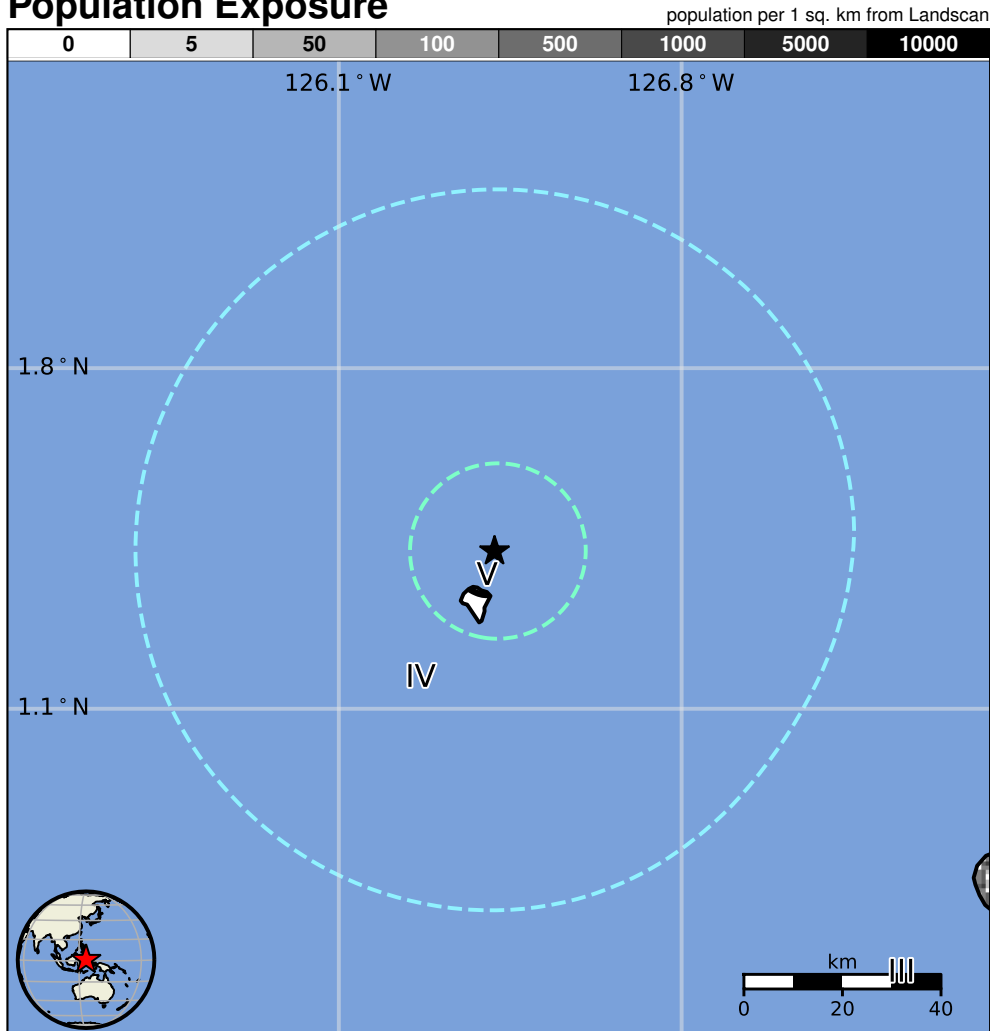 Population Exposure
population per 1 sq. km from Landscan
0 5 50 100 500 1000 5000 10000
126.1°W 126.8°W
1.8°N
V
IV
1.1°N
km
III
0 20 40